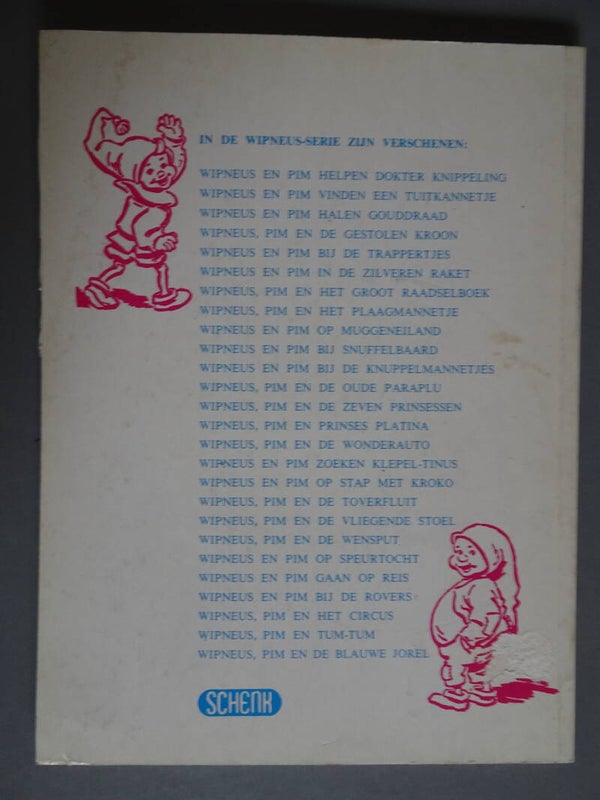 IN DE WIPNEUS-SERIE ZIJN VERSCHENEN:
WIPNEUS EN PIM HELPEN DOKTER KNIPPELING
WIPNEUS EN PIM VINDEN EEN TUITKANNETJE
WIPNEUS EN PIM HALEN GOUDDRAAD
WIPNEUS, PIM EN DE GESTOLEN KROON
WIPNEUS EN PIM BIJ DE TRAPPERTJES
WIPNEUS EN PIM IN DE ZILVEREN RAKET
WIPNEUS, PIM EN HET GROOT RAADSELBOEK
WIPNEUS, PIM EN HET PLAAGMANNETJE
WIPNEUS EN PIM OP MUGGENEILAND
WIPNEUS EN PIM BIJ SNUFFELBAARD
WIPNEUS EN PIM BIJ DE KNUPPELMANNETJES
WIPNEUS, PIM EN DE OUDE PARAPLU
WIPNEUS, PIM EN DE ZEVEN PRINSESSEN
WIPNEUS, PIM EN PRINSES PLATINA
WIPNEUS, PIM EN DE WONDERAUTO
WIPNEUS EN PIM ZOEKEN KLEPEL-TINUS
WIPNEUS EN PIM OP STAP MET KROKO
WIPNEUS, PIM EN DE TOVERFLUIT
WIPNEUS, PIM EN DE VLIEGENDE STOEL
WIPNEUS, PIM EN DE WENSPUT
WIPNEUS EN PIM OP SPEURTOCHT
WIPNEUS EN PIM GAAN OP REIS
WIPNEUS EN PIM BIJ DE ROVERS
WIPNEUS, PIM EN HET CIRCUS
WIPNEUS, PIM EN TUM-TUM
WIPNEUS, PIM EN DE BLAUWE JOREL
SCHENK